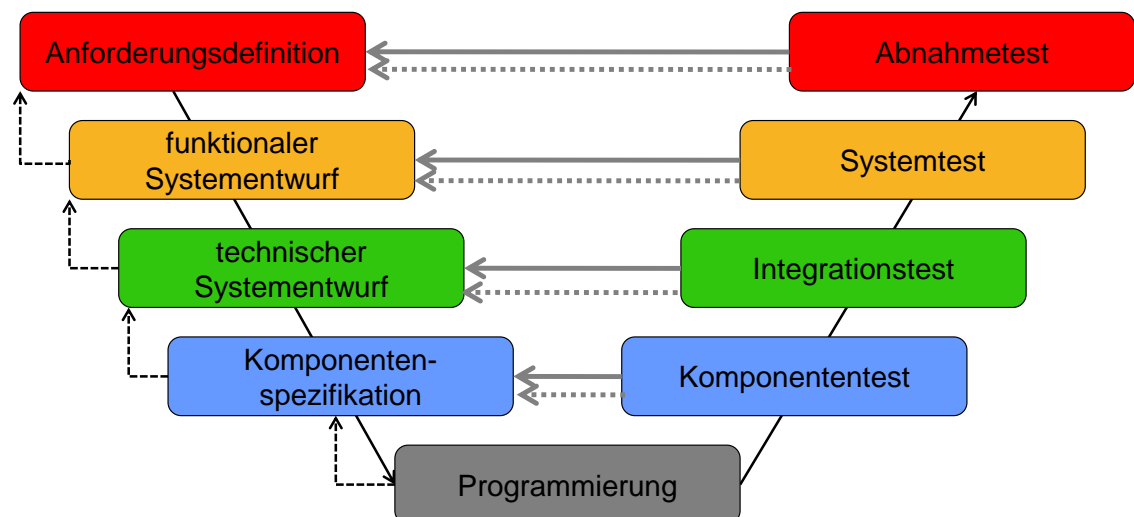 Anforderungsdefinition
Abnahmetest
funktionaler
Systementwurf
Systemtest
technischer
Systementwurf
Integrationstest
Komponenten-
spezifikation
Komponententest
Programmierung